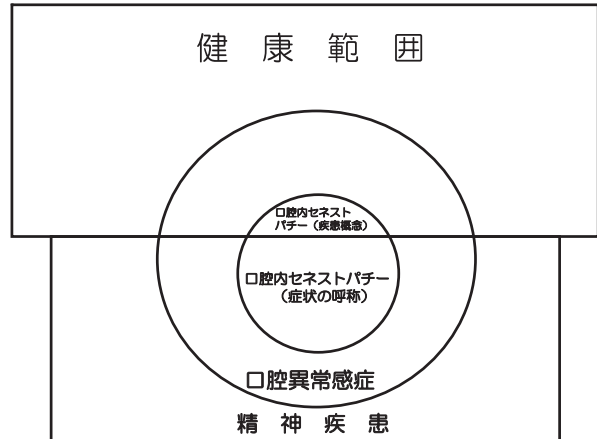 健康範囲
口腔内セネスト
パチー（疾患概念）
口腔内セネストパチー
（症状の呼称）
口腔異常感症
精神疾患